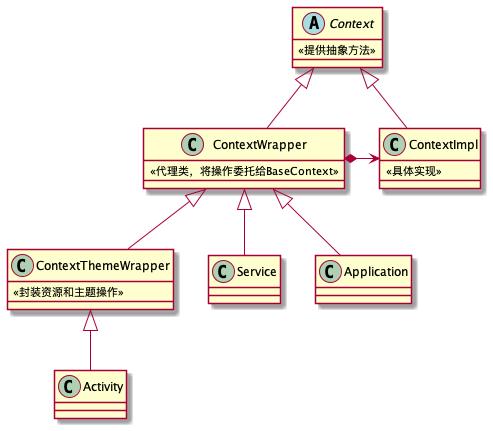 A Context
«提供抽象方法»
C ContextWrapper
«代理类，将操作委托给BaseContext»
C ContextImpl
«具体实现»
C ContextThemeWrapper
«封装资源和主题操作»
C Service
C Application
C Activity